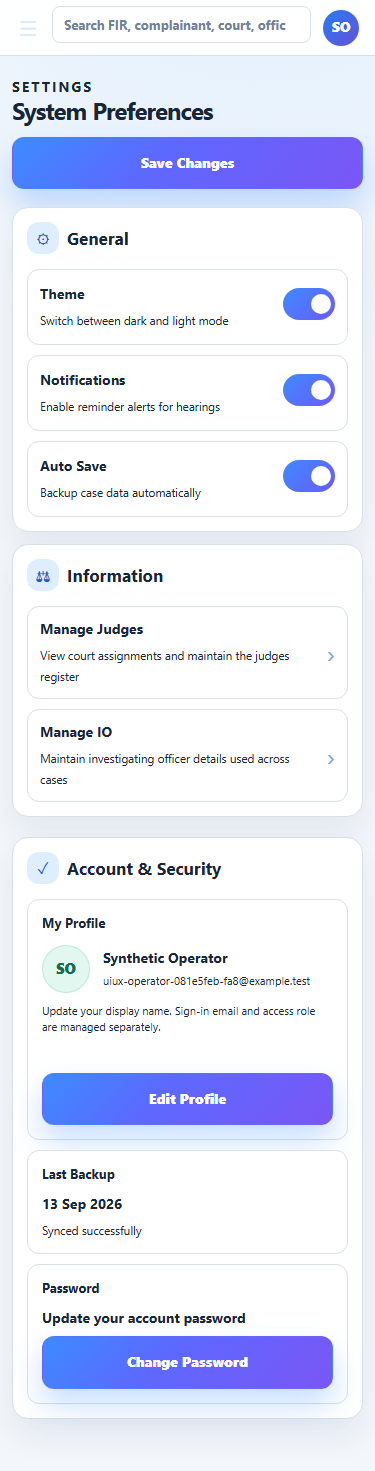 Search FIR, complainant, court, offic
SO
SETTINGS
System Preferences
Save Changes
General
Theme
Switch between dark and light mode
Notifications
Enable reminder alerts for hearings
Auto Save
Backup case data automatically
Information
Manage Judges
View court assignments and maintain the judges
register
Manage IO
Maintain investigating officer details used across
cases
Account & Security
My Profile
SO
Synthetic Operator
uiux-operator-081e5feb-fa8@example.test
Update your display name. Sign-in email and access role
are managed separately.
Edit Profile
Last Backup
13 Sep 2026
Synced successfully
Password
Update your account password
Change Password